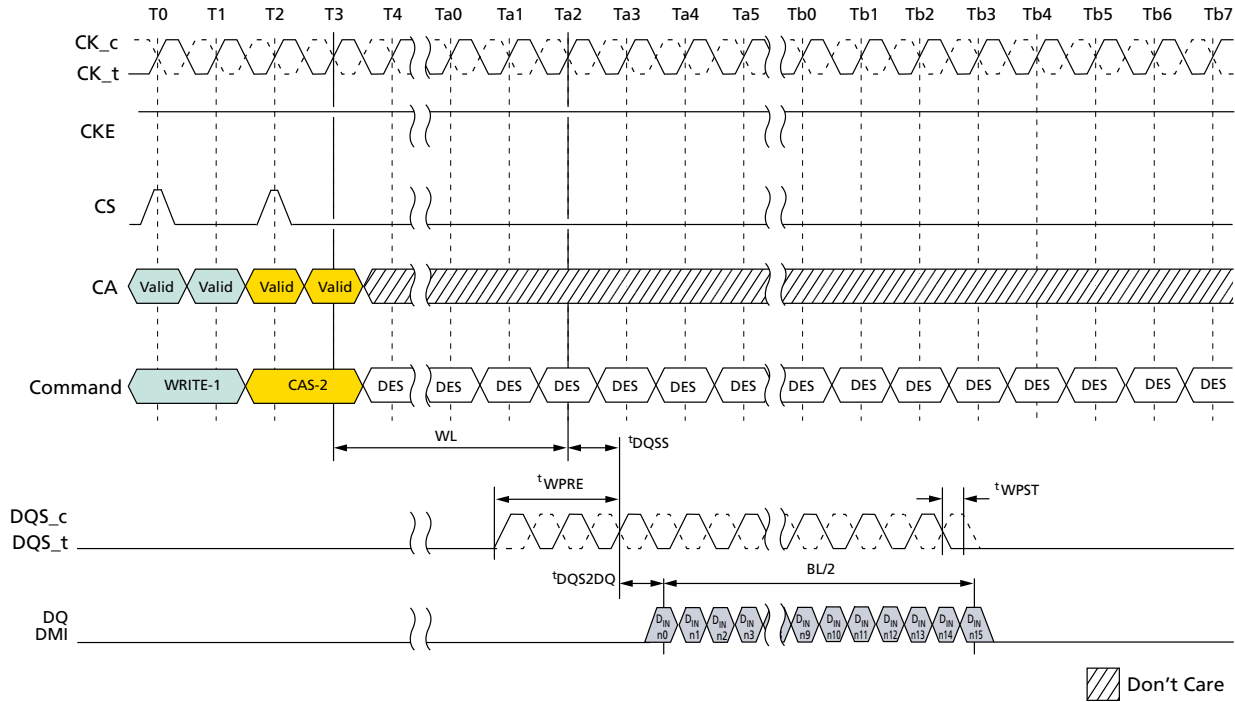 T0 T1 T2 T3 T4 Ta0 Ta1 Ta2 Ta3 Ta4 Ta5 Tb0 Tb1 Tb2 Tb3 Tb4 Tb5 Tb6 Tb7
CK_c
CK_t
CKE
CS
CA Valid Valid Valid Valid
Command WRITE-1 CAS-2 DES DES DES DES DES DES DES DES DES DES DES DES DES DES DES
WL tDQSS
tWPRE tWPST
DQS_c
DQS_t
tDQS2DQ BL/2
DQ
DMI
DIN n0 DIN n1 DIN n2 DIN n3 DIN n9 DIN n10 DIN n11 DIN n12 DIN n13 DIN n14 DIN n15
Don't Care